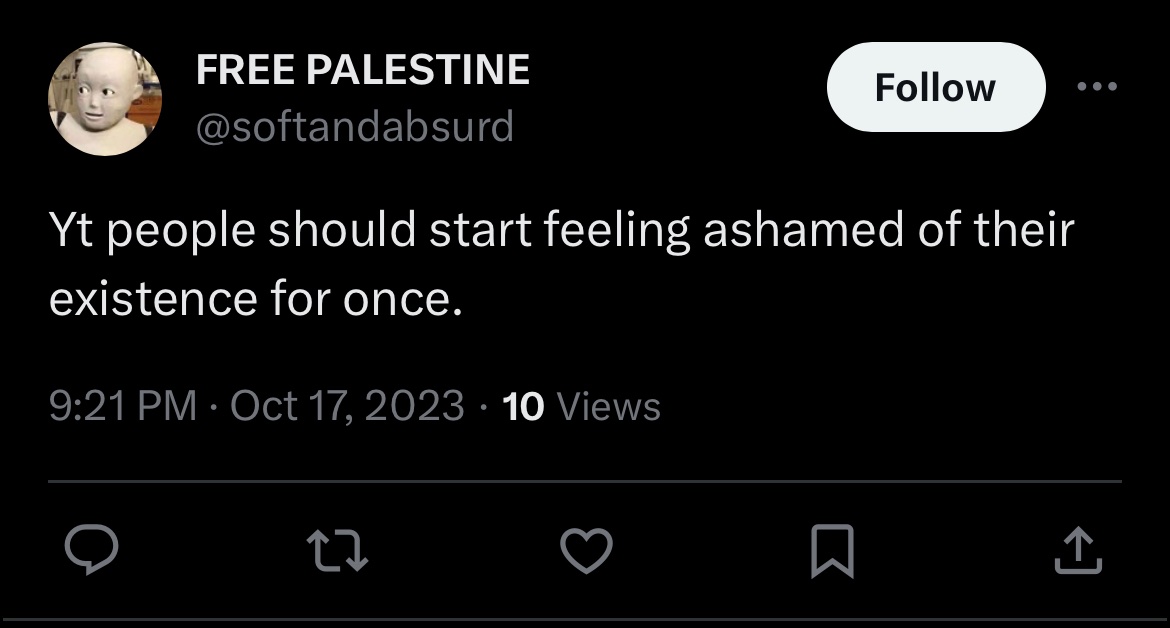 FREE PALESTINE
Follow
@softandabsurd
Yt people should start feeling ashamed of their
existence for once.
9:21 PM · Oct 17, 2023 · 10 Views